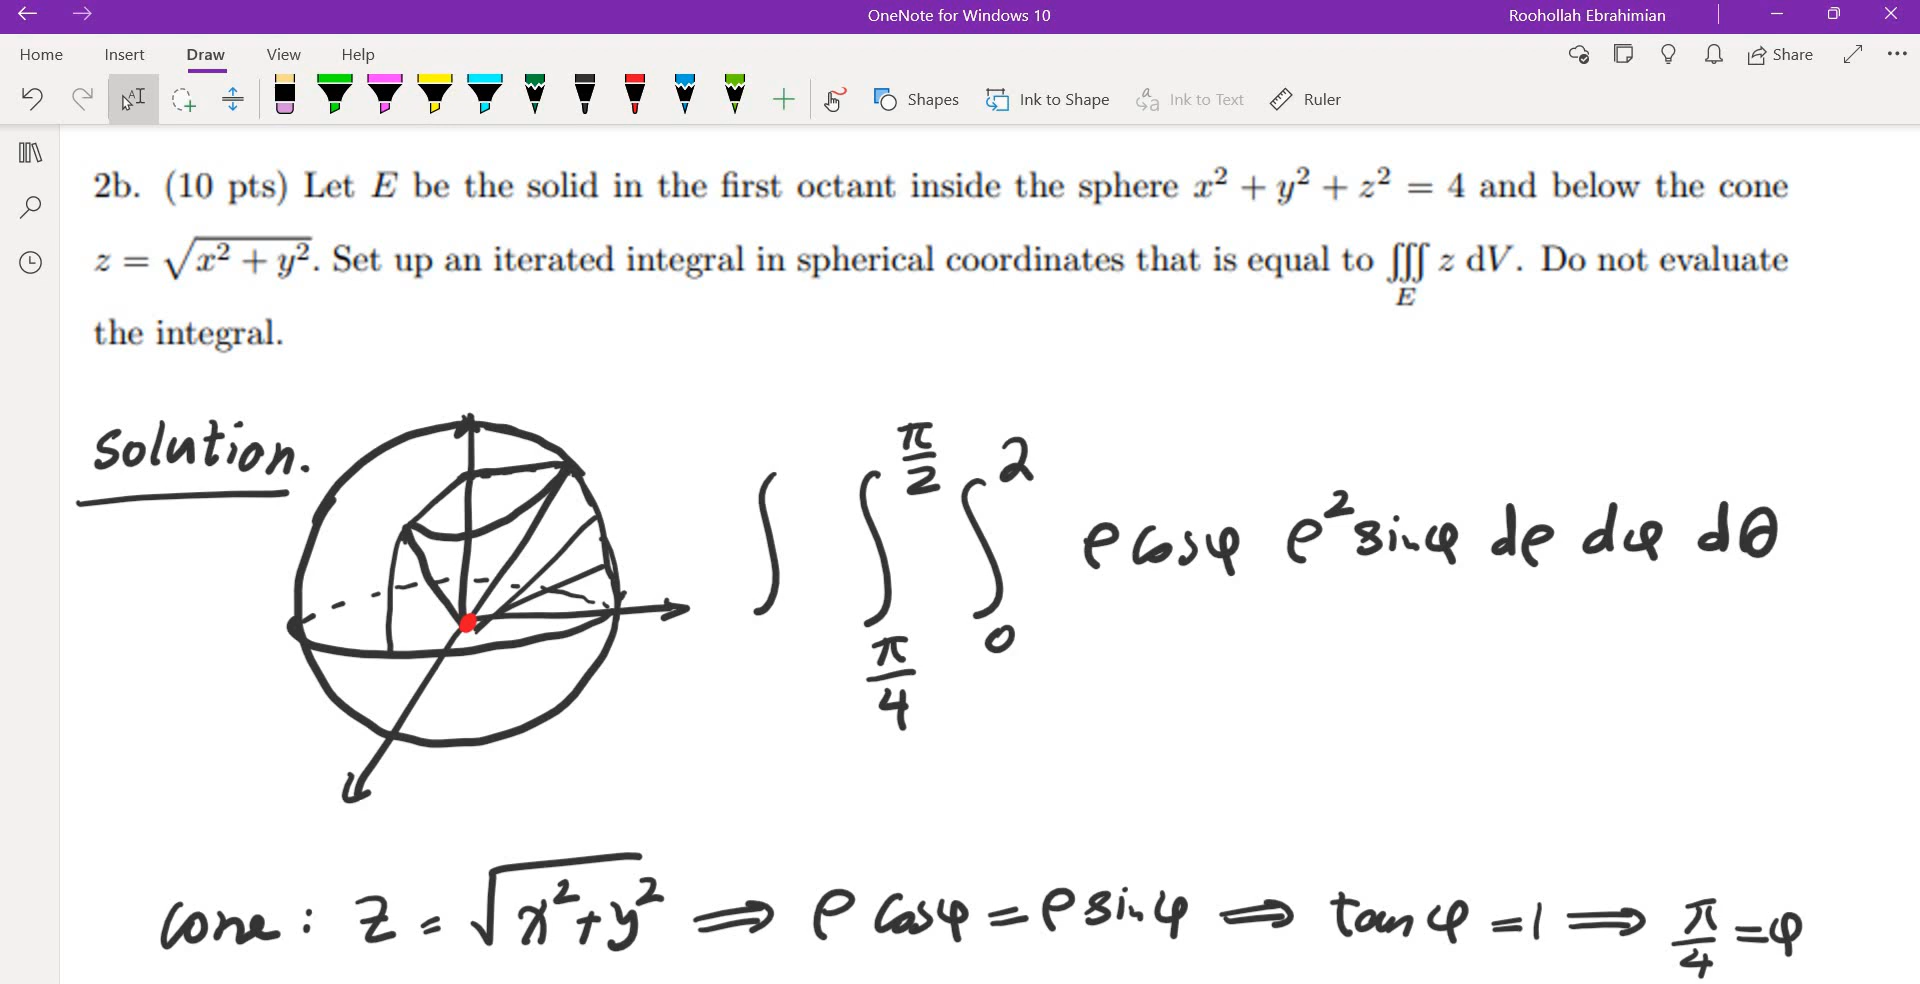 OneNote for Windows 10
Roohollah Ebrahimian
Home Insert Draw View Help
Share
Shapes Ink to Shape Ink to Text Ruler
2b. (10 pts) Let E be the solid in the first octant inside the sphere x² + y² + z² = 4 and below the cone
z = √(x² + y²). Set up an iterated integral in spherical coordinates that is equal to ∭_E z dV. Do not evaluate
the integral.
Solution.
∫ ∫_{π/4}^{π/2} ∫_0^2 ρ cosφ ρ² sinφ dρ dφ dθ
Cone: z = √(x²+y²) ⟹ ρ cosφ = ρ sinφ ⟹ tan φ = 1 ⟹ π/4 = φ